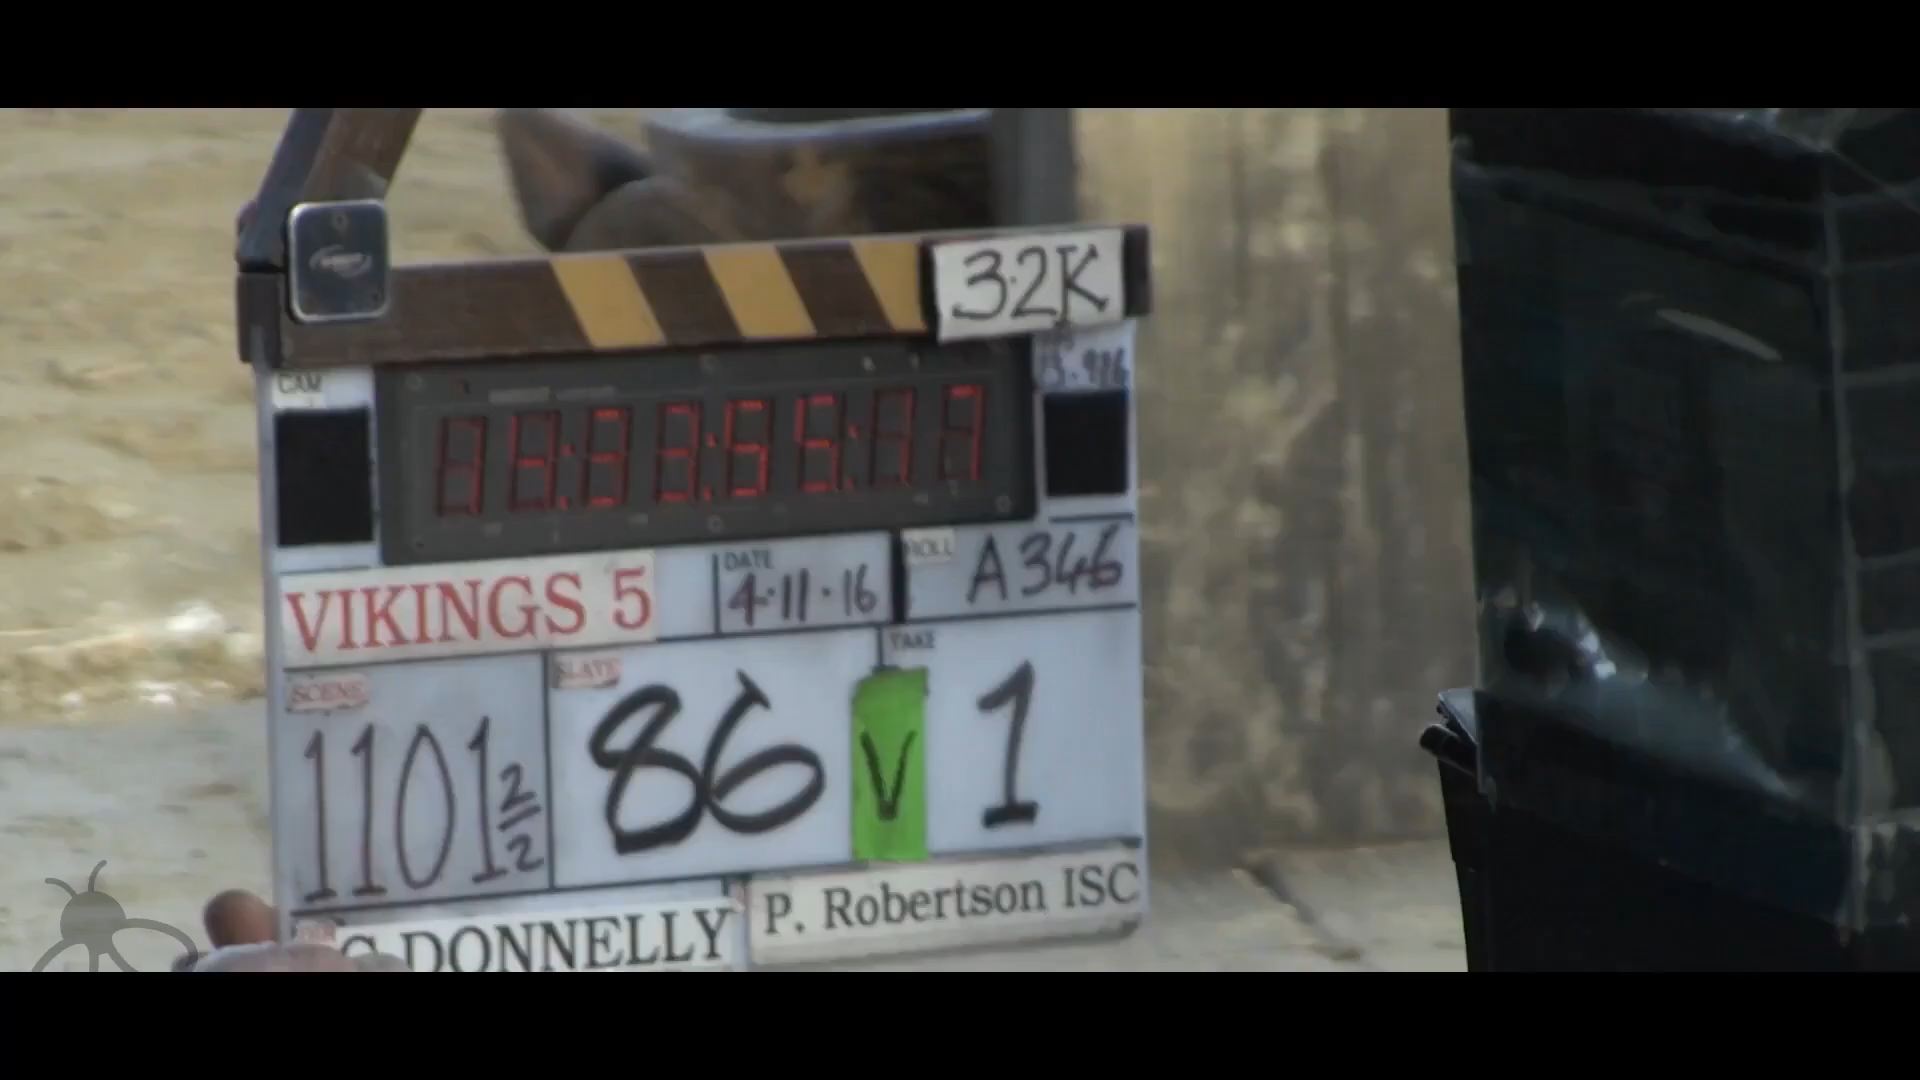 3·2K
CAM
VIKINGS 5
DATE
4·11·16
ROLL
A346
SCENE
1101 2/2
SLATE
86
V
TAKE
1
C DONNELLY
P. Robertson ISC